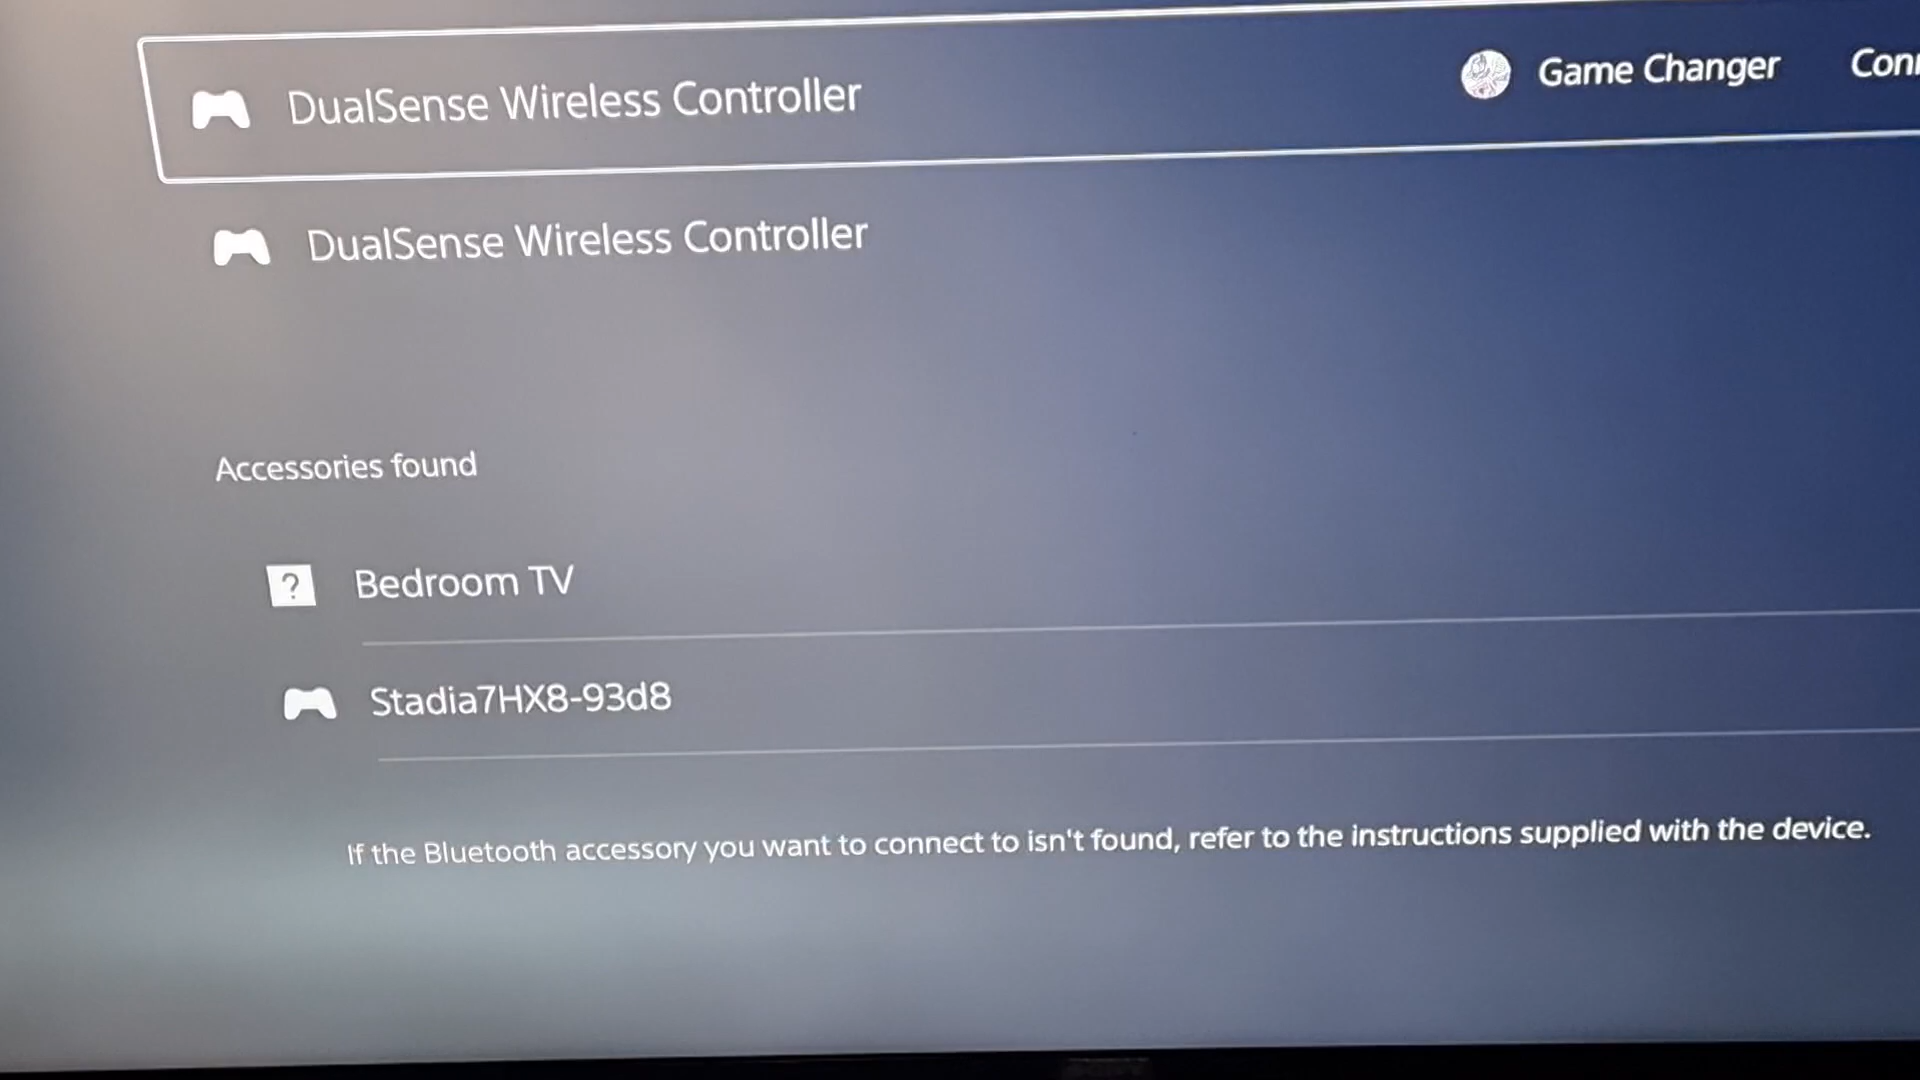 DualSense Wireless Controller Game Changer
DualSense Wireless Controller
Accessories found
? Bedroom TV
Stadia7HX8-93d8
If the Bluetooth accessory you want to connect to isn't found, refer to the instructions supplied with the device.